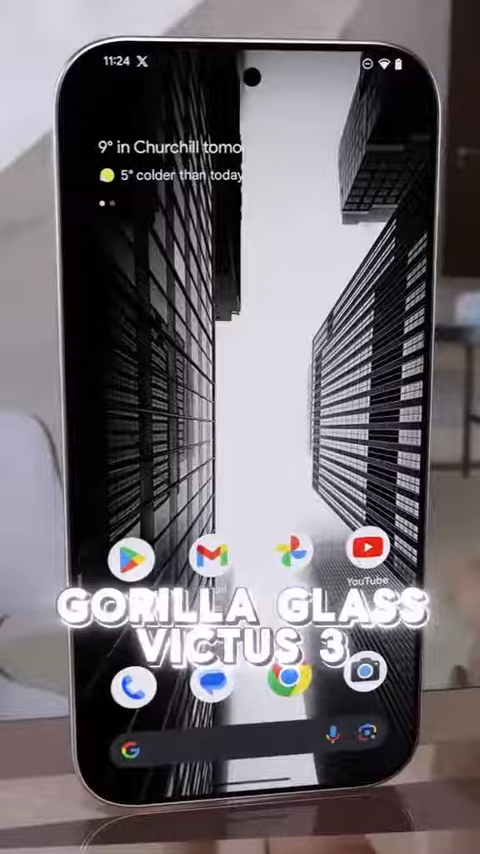 11:24 X
9° in Churchill tomo
5° colder than today
YouTube
GORILLA GLASS
VICTUS 3